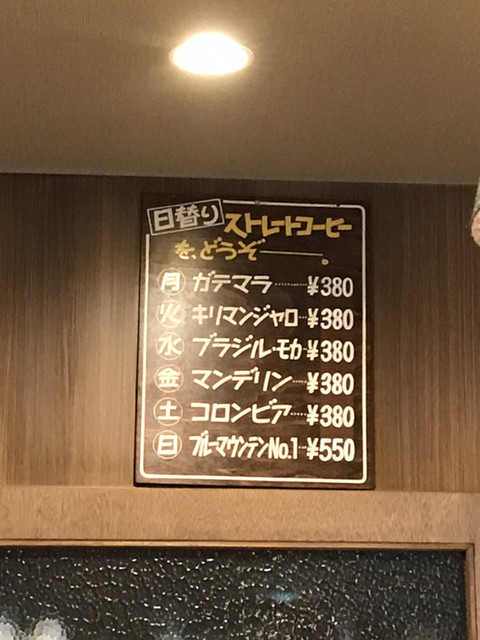 日替り ストレートコーヒー
を、どうぞ――。
月 ガテマラ……¥380
火 キリマンジャロ…¥380
水 ブラジル・モカ…¥380
金 マンデリン…¥380
土 コロンビア…¥380
日 ブルーマウンテンNo.1…¥550